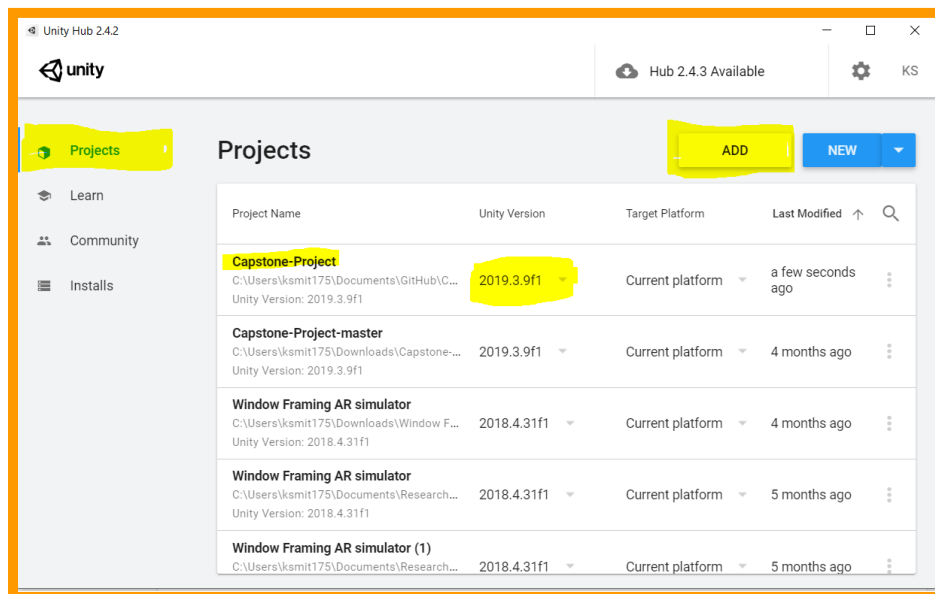 Unity Hub 2.4.2
unity
Hub 2.4.3 Available
KS
Projects
Learn
Community
Installs
Projects
ADD
NEW
Project Name
Unity Version
Target Platform
Last Modified
Capstone-Project
C:\Users\ksmit175\Documents\GitHub\C...
Unity Version: 2019.3.9f1
2019.3.9f1
Current platform
a few seconds
ago
Capstone-Project-master
C:\Users\ksmit175\Downloads\Capstone-...
Unity Version: 2019.3.9f1
2019.3.9f1
Current platform
4 months ago
Window Framing AR simulator
C:\Users\ksmit175\Downloads\Window F...
Unity Version: 2018.4.31f1
2018.4.31f1
Current platform
4 months ago
Window Framing AR simulator
C:\Users\ksmit175\Documents\Research...
Unity Version: 2018.4.31f1
2018.4.31f1
Current platform
5 months ago
Window Framing AR simulator (1)
C:\Users\ksmit175\Documents\Research...
2018.4.31f1
Current platform
5 months ago